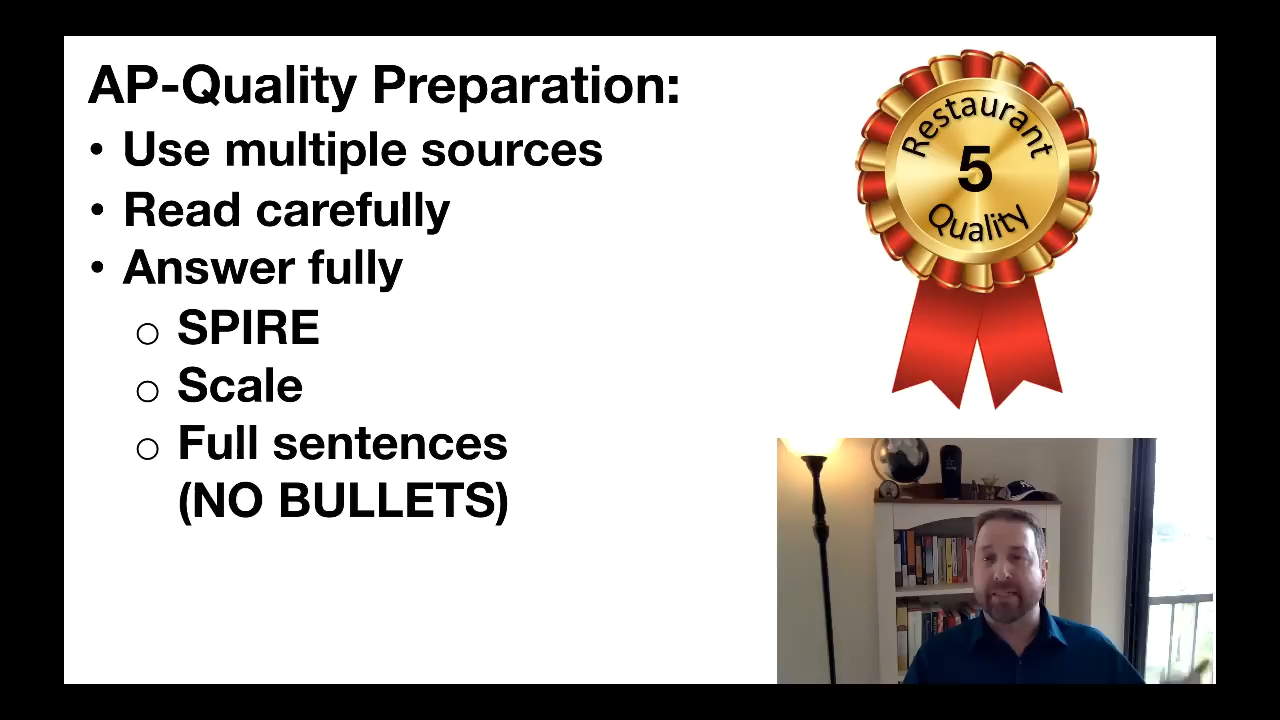 AP-Quality Preparation:
• Use multiple sources
• Read carefully
• Answer fully
○ SPIRE
○ Scale
○ Full sentences
(NO BULLETS)
Restaurant
5
Quality